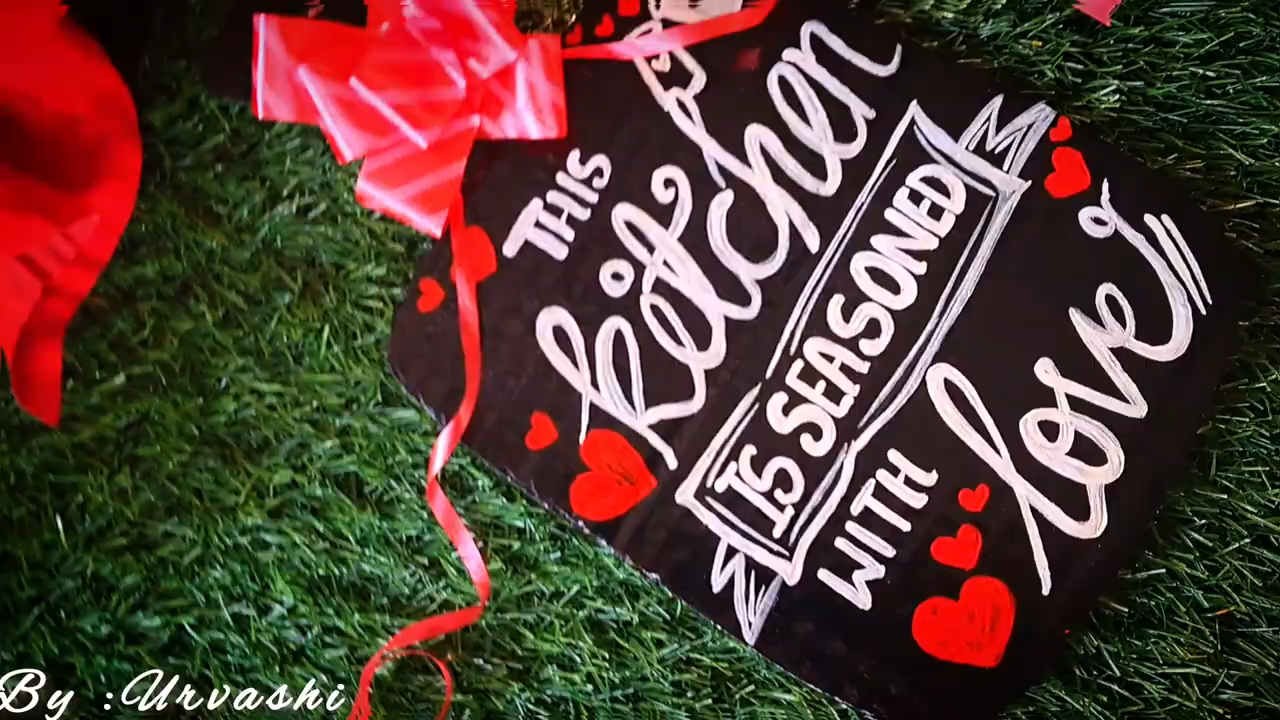 THIS
kitchen
IS SEASONED
WITH
love
By :Urvashi